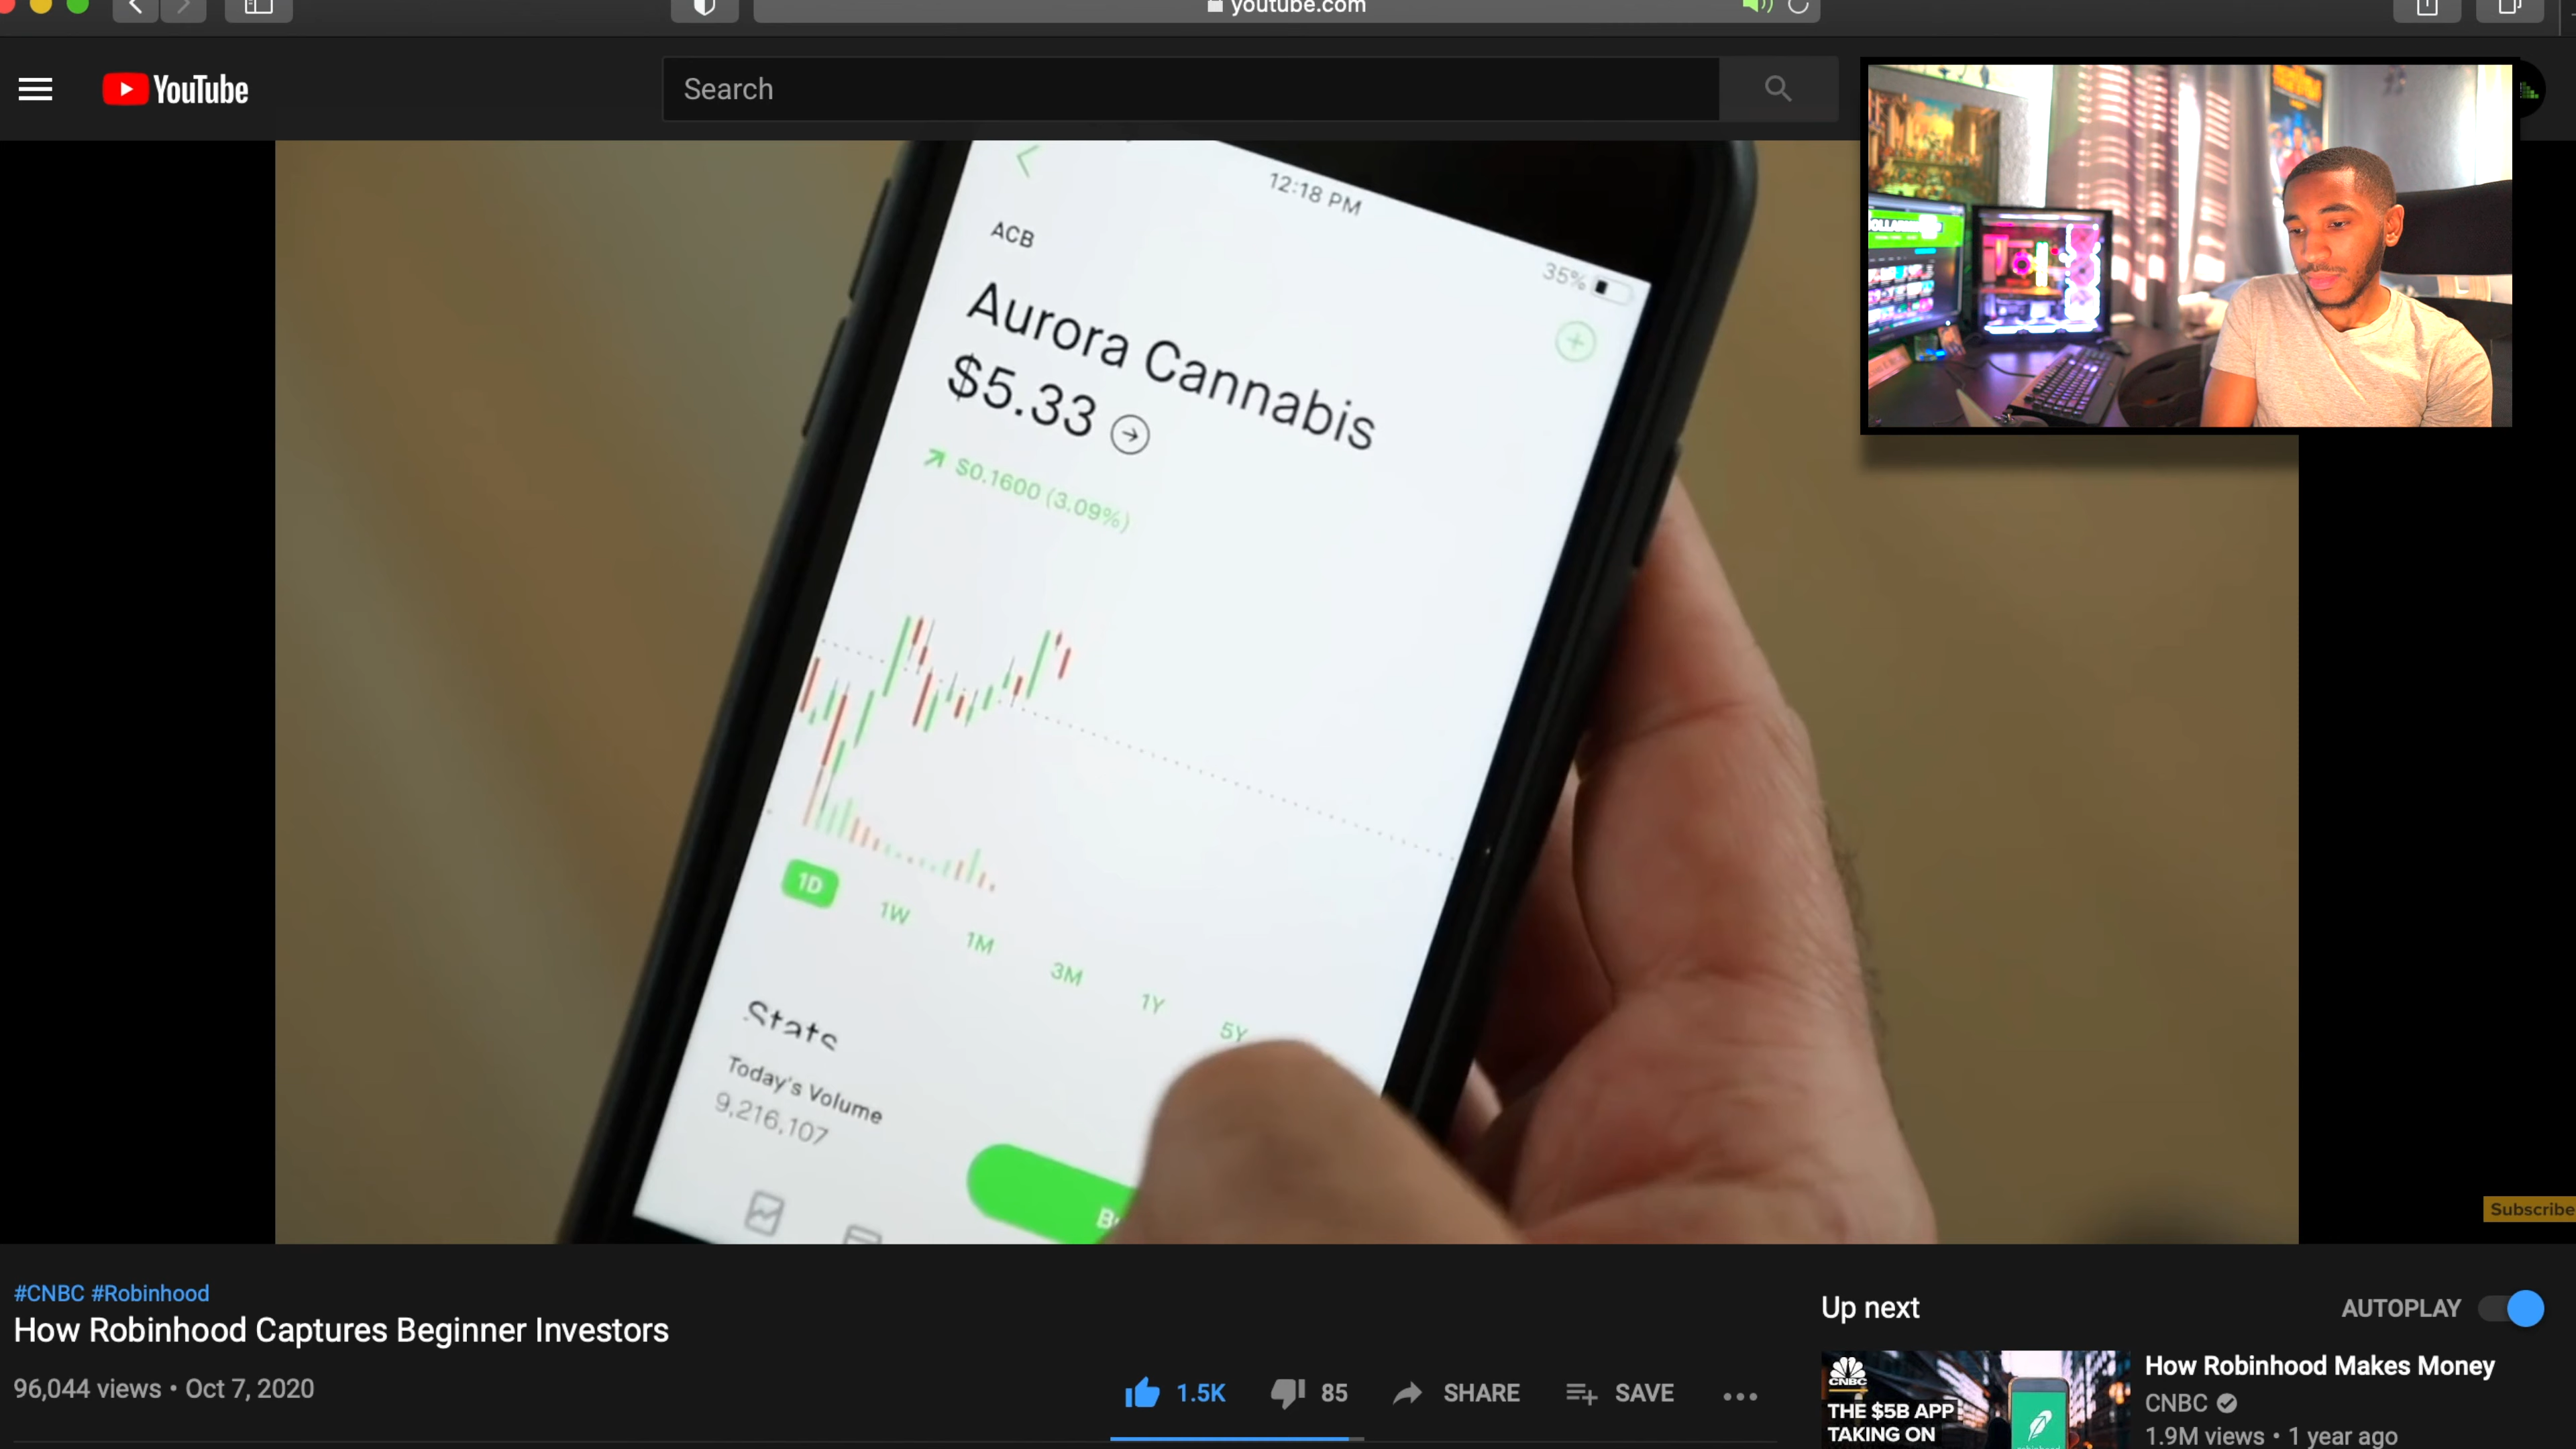 youtube.com
YouTube
Search
12:18 PM
35%
ACB
Aurora Cannabis
$5.33
$0.1600 (3.09%)
1D
1W
1M
3M
1Y
5Y
Stats
Today's Volume
9,216,107
Subscribe
#CNBC #Robinhood
How Robinhood Captures Beginner Investors
96,044 views • Oct 7, 2020
1.5K
85
SHARE
SAVE
Up next
AUTOPLAY
CNBC
THE $5B APP
TAKING ON
How Robinhood Makes Money
CNBC
1.9M views • 1 year ago